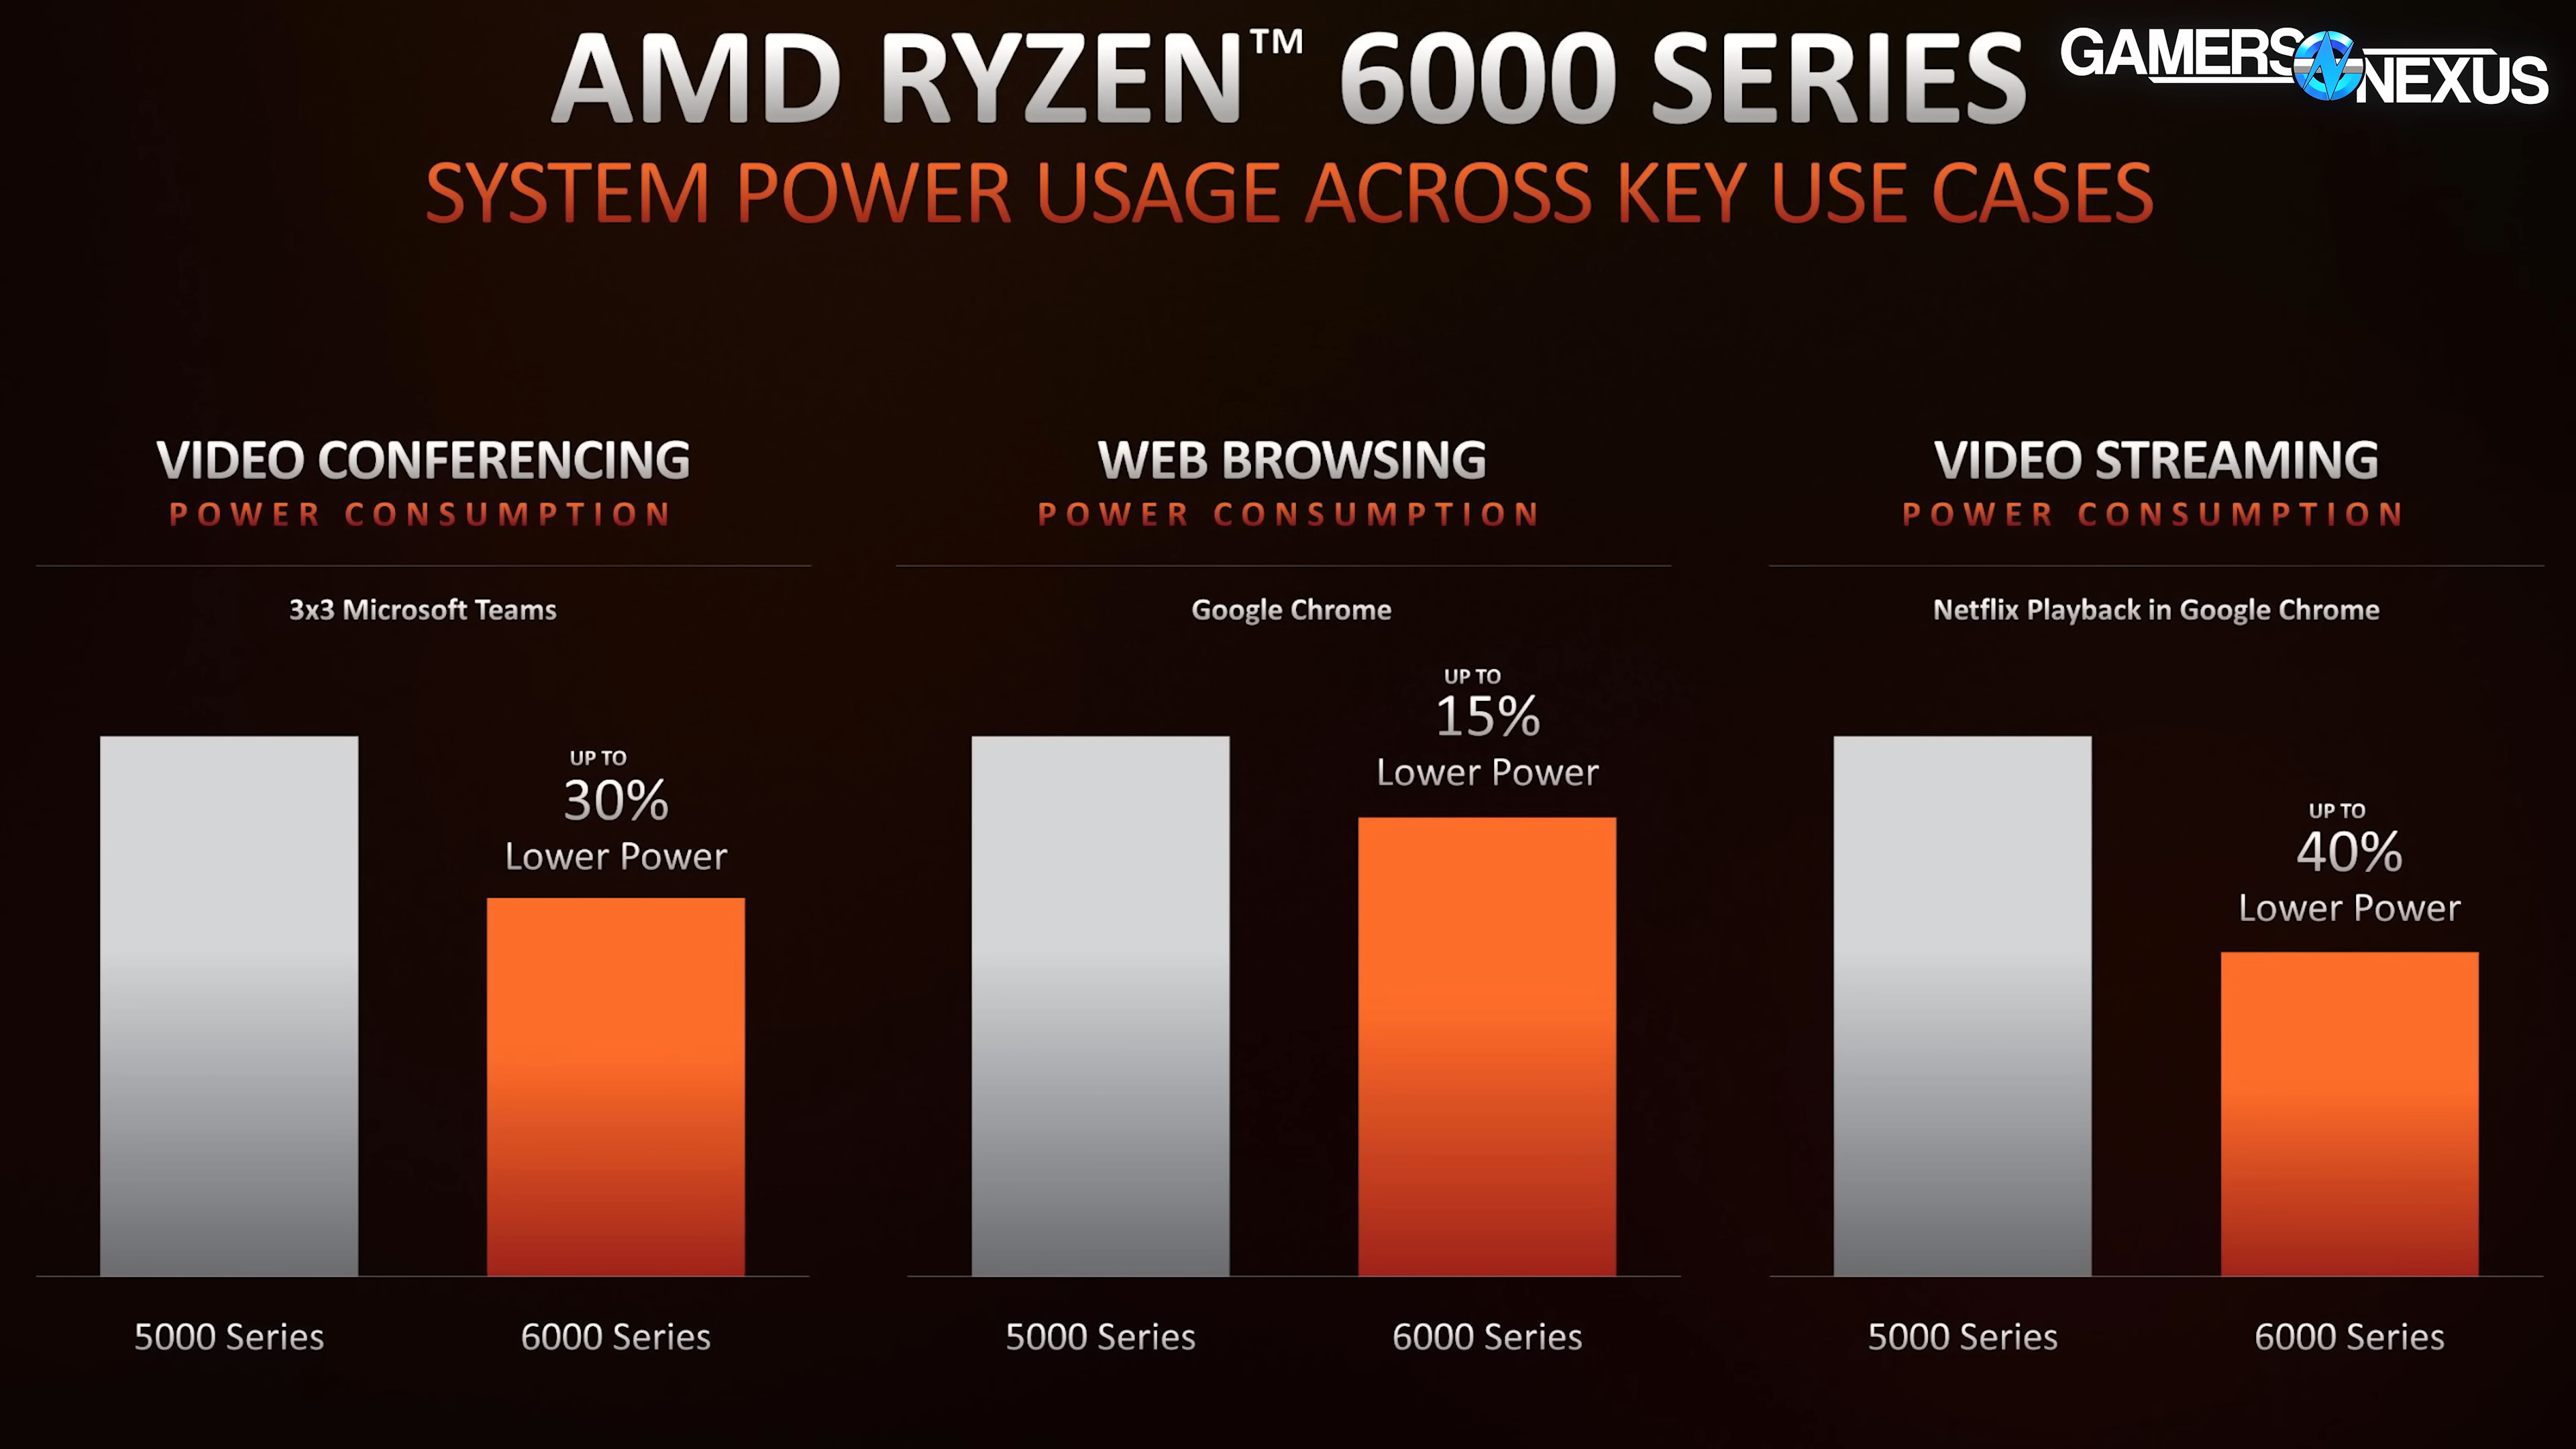 AMD RYZEN™ 6000 SERIES
GAMERS NEXUS
SYSTEM POWER USAGE ACROSS KEY USE CASES
VIDEO CONFERENCING
POWER CONSUMPTION
3x3 Microsoft Teams
UP TO
30%
Lower Power
5000 Series
6000 Series
WEB BROWSING
POWER CONSUMPTION
Google Chrome
UP TO
15%
Lower Power
5000 Series
6000 Series
VIDEO STREAMING
POWER CONSUMPTION
Netflix Playback in Google Chrome
UP TO
40%
Lower Power
5000 Series
6000 Series